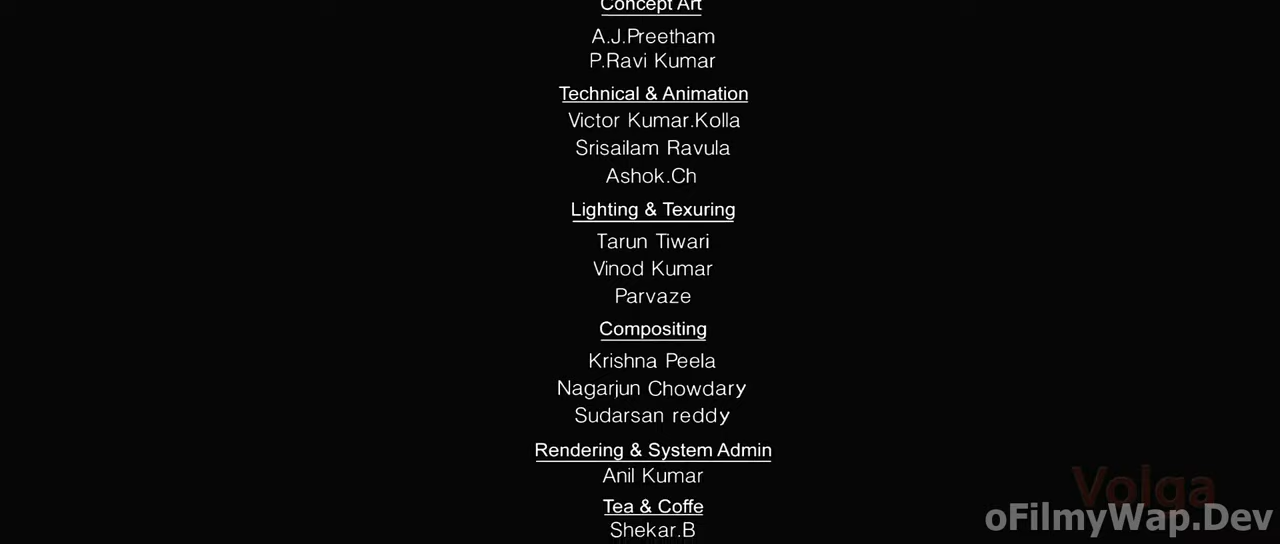 Concept Art
A.J.Preetham
P.Ravi Kumar
Technical & Animation
Victor Kumar.Kolla
Srisailam Ravula
Ashok.Ch
Lighting & Texuring
Tarun Tiwari
Vinod Kumar
Parvaze
Compositing
Krishna Peela
Nagarjun Chowdary
Sudarsan reddy
Rendering & System Admin
Anil Kumar
Tea & Coffe
Shekar.B
Volga
oFilmyWap.Dev